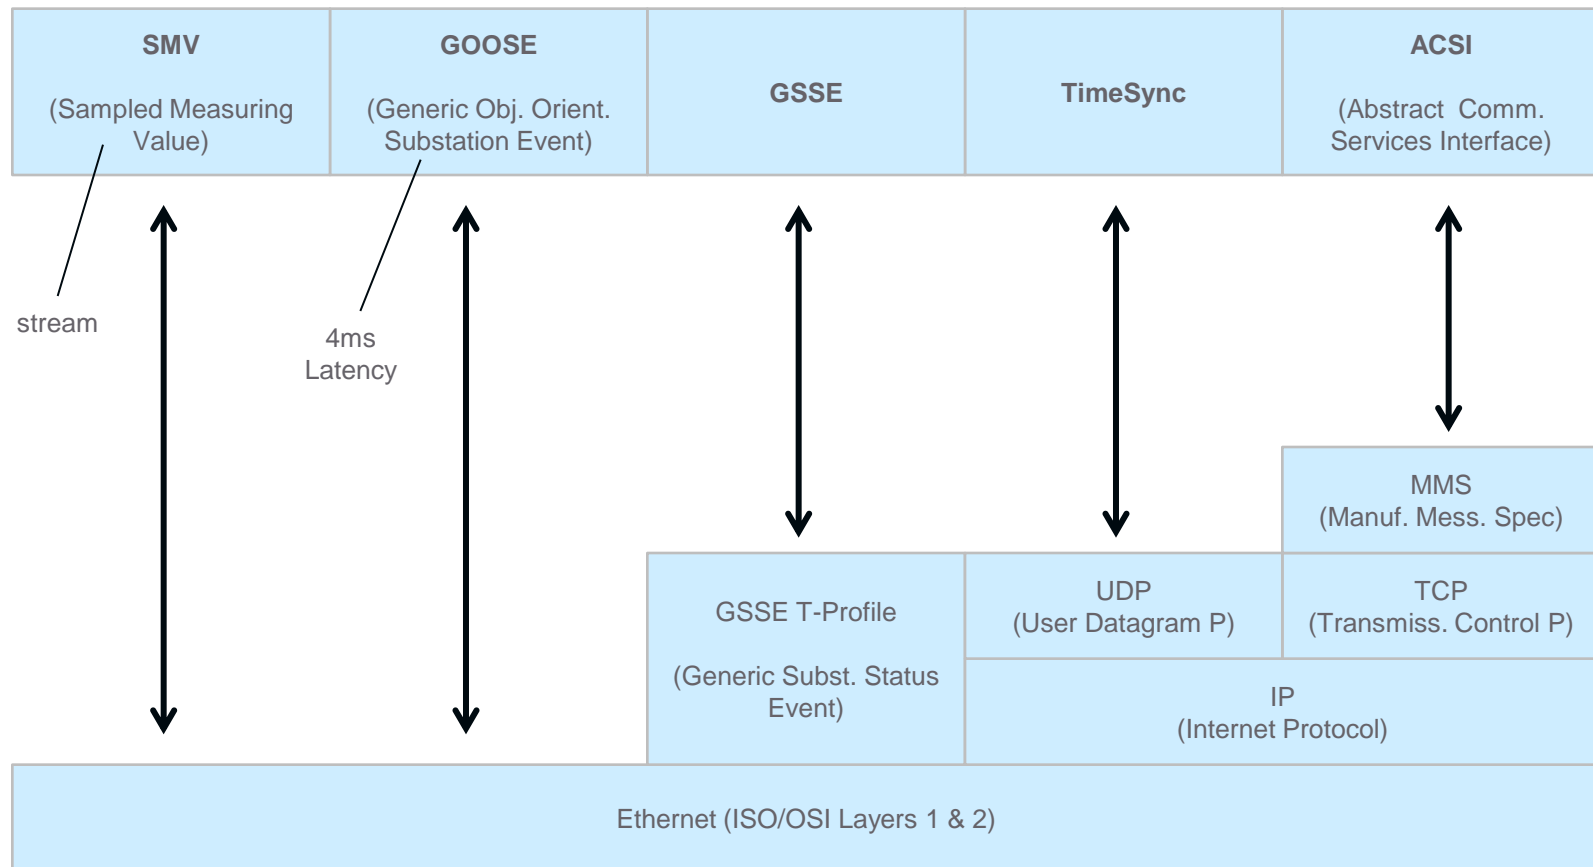 SMV
(Sampled Measuring
Value)
GOOSE
(Generic Obj. Orient.
Substation Event)
GSSE
TimeSync
ACSI
(Abstract Comm.
Services Interface)
stream
4ms
Latency
MMS
(Manuf. Mess. Spec)
GSSE T-Profile
(Generic Subst. Status
Event)
UDP
(User Datagram P)
TCP
(Transmiss. Control P)
IP
(Internet Protocol)
Ethernet (ISO/OSI Layers 1 & 2)